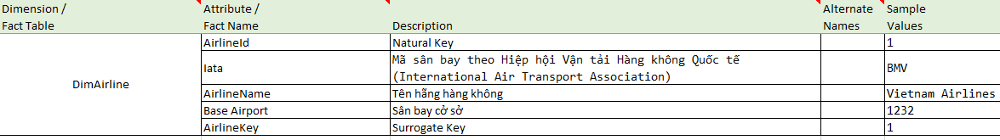 Dimension / Fact Table
Attribute / Fact Name
Description
Alternate Names
Sample Values
DimAirline
AirlineId Natural Key 1
Iata Mã sân bay theo Hiệp hội Vận tải Hàng không Quốc tế
(International Air Transport Association) BMV
AirlineName Tên hãng hàng không Vietnam Airlines
Base Airport Sân bay cở sở 1232
AirlineKey Surrogate Key 1